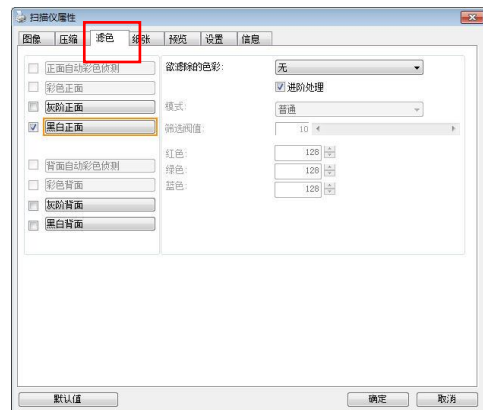 扫描仪属性
图像 压缩 滤色 纸张 预览 设置 信息
正面自动彩色侦测
彩色正面
灰阶正面
黑白正面
背面自动彩色侦测
彩色背面
灰阶背面
黑白背面
欲滤除的色彩: 无
进阶处理
模式: 普通
筛选阀值: 10
红色: 128
绿色: 128
蓝色: 128
默认值 确定 取消